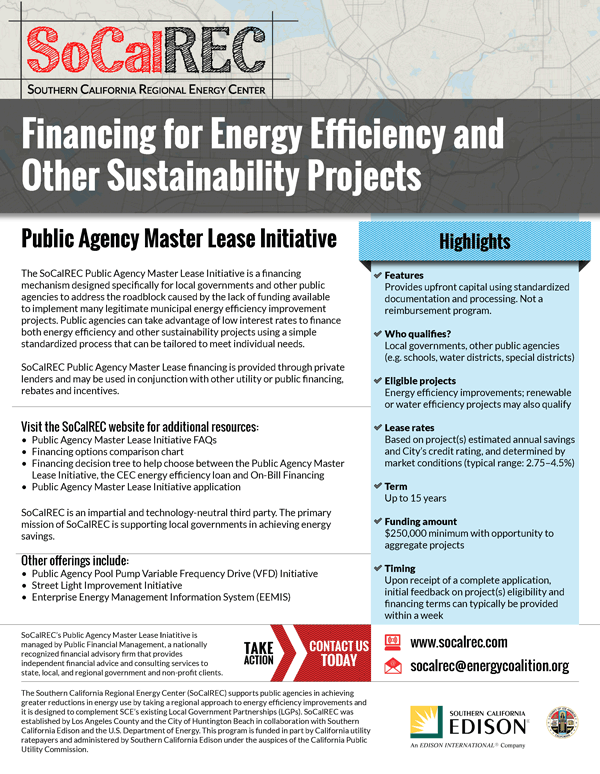 SoCalREC
SOUTHERN CALIFORNIA REGIONAL ENERGY CENTER
Financing for Energy Efficiency and
Other Sustainability Projects
Public Agency Master Lease Initiative
The SoCalREC Public Agency Master Lease Initiative is a financing
mechanism designed specifically for local governments and other public
agencies to address the roadblock caused by the lack of funding available
to implement many legitimate municipal energy efficiency improvement
projects. Public agencies can take advantage of low interest rates to finance
both energy efficiency and other sustainability projects using a simple
standardized process that can be tailored to meet individual needs.
SoCalREC Public Agency Master Lease financing is provided through private
lenders and may be used in conjunction with other utility or public financing,
rebates and incentives.
Visit the SoCalREC website for additional resources:
• Public Agency Master Lease Initiative FAQs
• Financing options comparison chart
• Financing decision tree to help choose between the Public Agency Master
Lease Initiative, the CEC energy efficiency loan and On-Bill Financing
• Public Agency Master Lease Initiative application
SoCalREC is an impartial and technology-neutral third party. The primary
mission of SoCalREC is supporting local governments in achieving energy
savings.
Other offerings include:
• Public Agency Pool Pump Variable Frequency Drive (VFD) Initiative
• Street Light Improvement Initiative
• Enterprise Energy Management Information System (EEMIS)
Highlights
Features
Provides upfront capital using standardized
documentation and processing. Not a
reimbursement program.
Who qualifies?
Local governments, other public agencies
(e.g. schools, water districts, special districts)
Eligible projects
Energy efficiency improvements; renewable
or water efficiency projects may also qualify
Lease rates
Based on project(s) estimated annual savings
and City's credit rating, and determined by
market conditions (typical range: 2.75–4.5%)
Term
Up to 15 years
Funding amount
$250,000 minimum with opportunity to
aggregate projects
Timing
Upon receipt of a complete application,
initial feedback on project(s) eligibility and
financing terms can typically be provided
within a week
SoCalREC's Public Agency Master Lease Iniatitive is
managed by Public Financial Management, a nationally
recognized financial advisory firm that provides
independent financial advice and consulting services to
state, local, and regional government and non-profit clients.
TAKE
ACTION
CONTACT US
TODAY
www.socalrec.com
socalrec@energycoalition.org
The Southern California Regional Energy Center (SoCalREC) supports public agencies in achieving
greater reductions in energy use by taking a regional approach to energy efficiency improvements and
it is designed to complement SCE's existing Local Government Partnerships (LGPs). SoCalREC was
established by Los Angeles County and the City of Huntington Beach in collaboration with Southern
California Edison and the U.S. Department of Energy. This program is funded in part by California utility
ratepayers and administered by Southern California Edison under the auspices of the California Public
Utility Commission.
SOUTHERN CALIFORNIA
EDISON®
An EDISON INTERNATIONAL® Company